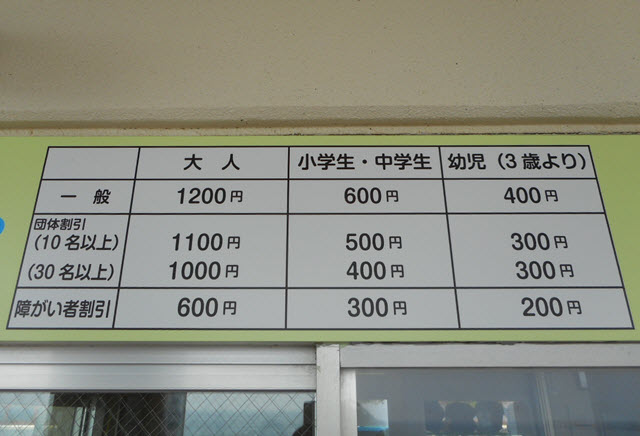 大人 小学生・中学生 幼児（3歳より）
一般 1200円 600円 400円
団体割引
（10名以上） 1100円 500円 300円
（30名以上） 1000円 400円 300円
障がい者割引 600円 300円 200円